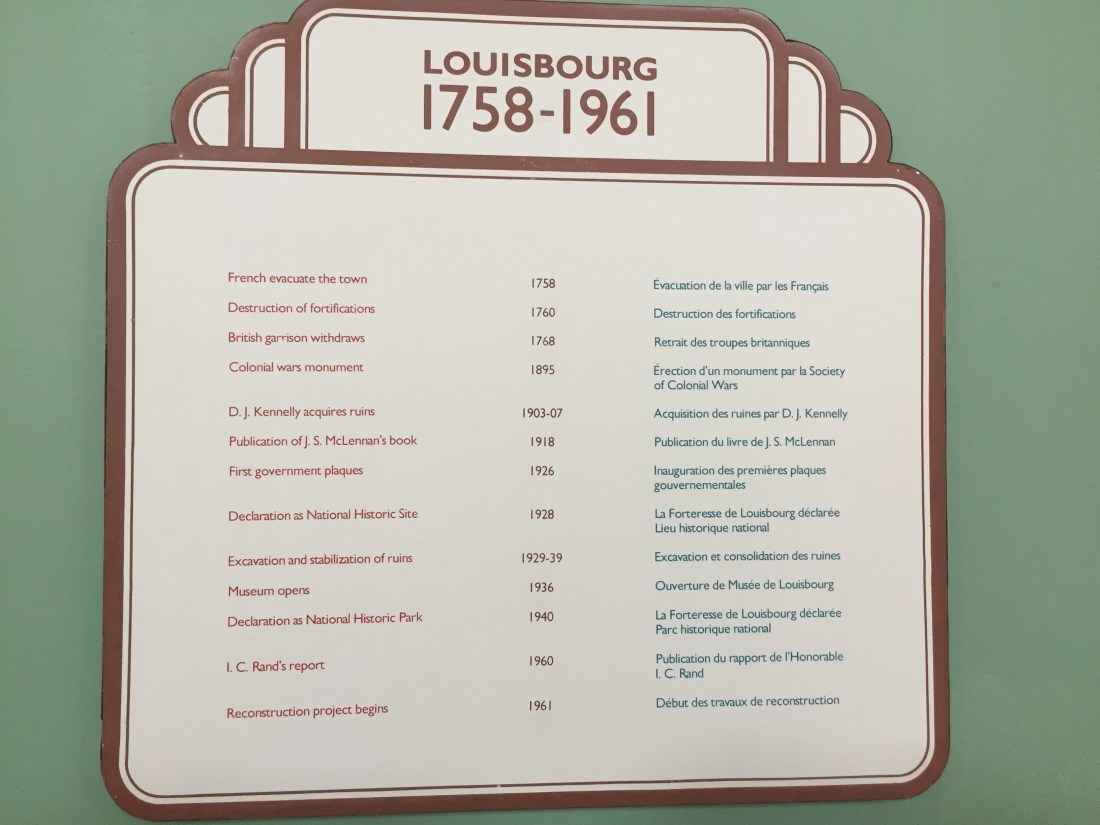 LOUISBOURG
1758-1961
French evacuate the town 1758 Évacuation de la ville par les Français
Destruction of fortifications 1760 Destruction des fortifications
British garrison withdraws 1768 Retrait des troupes britanniques
Colonial wars monument 1895 Érection d'un monument par la Society
of Colonial Wars
D. J. Kennelly acquires ruins 1903-07 Acquisition des ruines par D. J. Kennelly
Publication of J. S. McLennan's book 1918 Publication du livre de J. S. McLennan
First government plaques 1926 Inauguration des premières plaques
gouvernementales
Declaration as National Historic Site 1928 La Forteresse de Louisbourg déclarée
Lieu historique national
Excavation and stabilization of ruins 1929-39 Excavation et consolidation des ruines
Museum opens 1936 Ouverture de Musée de Louisbourg
Declaration as National Historic Park 1940 La Forteresse de Louisbourg déclarée
Parc historique national
I. C. Rand's report 1960 Publication du rapport de l'Honorable
I. C. Rand
Reconstruction project begins 1961 Début des travaux de reconstruction